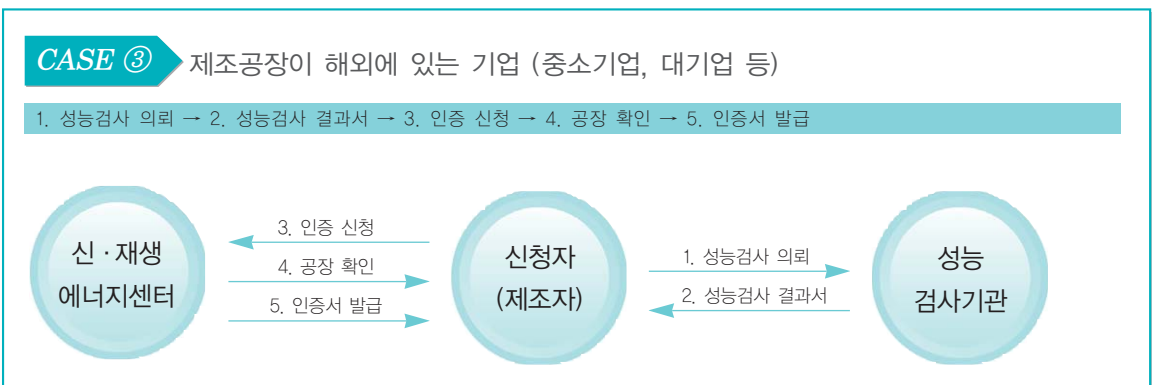 CASE ③ 제조공장이 해외에 있는 기업 (중소기업, 대기업 등)
1. 성능검사 의뢰 → 2. 성능검사 결과서 → 3. 인증 신청 → 4. 공장 확인 → 5. 인증서 발급
신 · 재생
에너지센터
3. 인증 신청
4. 공장 확인
5. 인증서 발급
신청자
(제조자)
1. 성능검사 의뢰
2. 성능검사 결과서
성능
검사기관